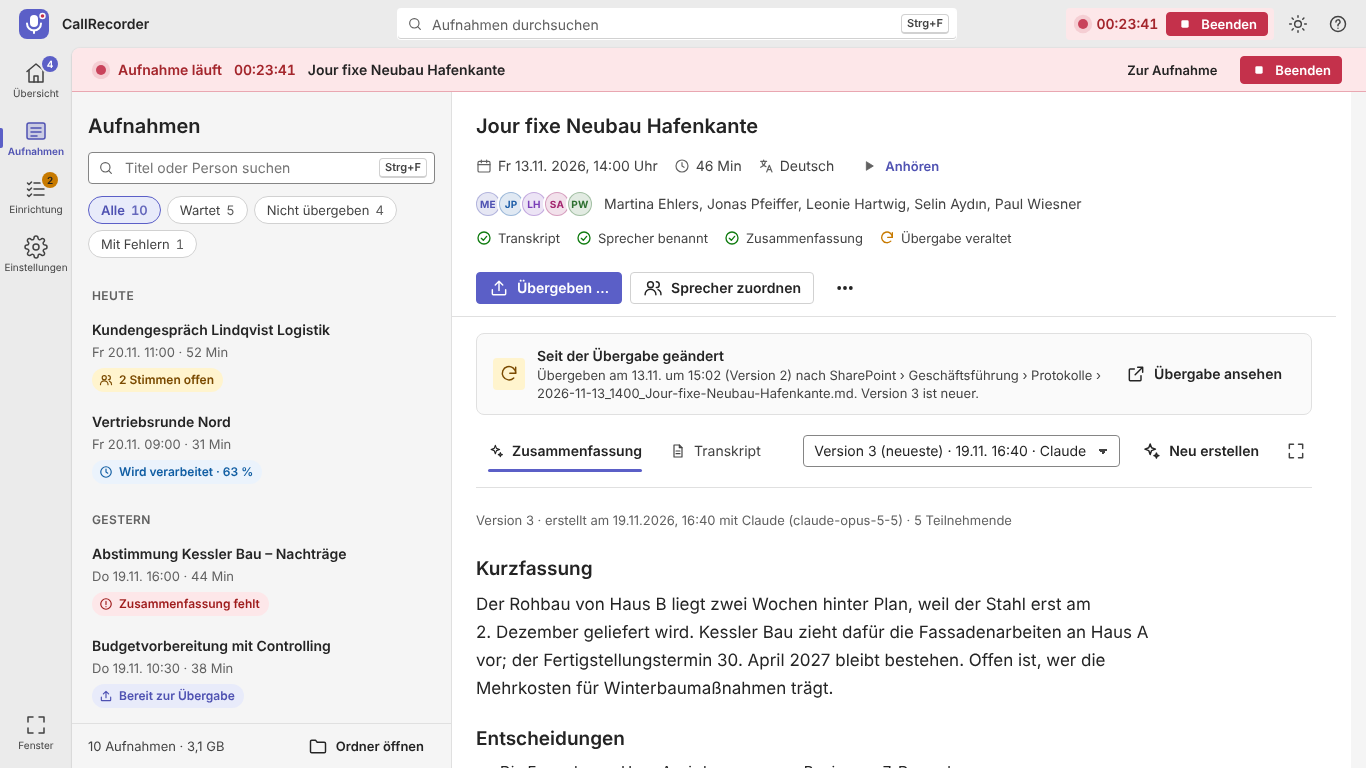 CallRecorder
Aufnahmen durchsuchen
Strg+F
00:23:41
Beenden
4
Übersicht
Aufnahmen
2
Einrichtung
Einstellungen
Fenster
Aufnahme läuft 00:23:41 Jour fixe Neubau Hafenkante
Zur Aufnahme
Beenden
Aufnahmen
Titel oder Person suchen
Strg+F
Alle 10
Wartet 5
Nicht übergeben 4
Mit Fehlern 1
HEUTE
Kundengespräch Lindqvist Logistik
Fr 20.11. 11:00 · 52 Min
2 Stimmen offen
Vertriebsrunde Nord
Fr 20.11. 09:00 · 31 Min
Wird verarbeitet · 63 %
GESTERN
Abstimmung Kessler Bau – Nachträge
Do 19.11. 16:00 · 44 Min
Zusammenfassung fehlt
Budgetvorbereitung mit Controlling
Do 19.11. 10:30 · 38 Min
Bereit zur Übergabe
10 Aufnahmen · 3,1 GB
Ordner öffnen
Jour fixe Neubau Hafenkante
Fr 13.11. 2026, 14:00 Uhr
46 Min
Deutsch
Anhören
ME JP LH SA PW
Martina Ehlers, Jonas Pfeiffer, Leonie Hartwig, Selin Aydın, Paul Wiesner
Transkript
Sprecher benannt
Zusammenfassung
Übergabe veraltet
Übergeben ...
Sprecher zuordnen
Seit der Übergabe geändert
Übergeben am 13.11. um 15:02 (Version 2) nach SharePoint › Geschäftsführung › Protokolle ›
2026-11-13_1400_Jour-fixe-Neubau-Hafenkante.md. Version 3 ist neuer.
Übergabe ansehen
Zusammenfassung
Transkript
Version 3 (neueste) · 19.11. 16:40 · Claude
Neu erstellen
Version 3 · erstellt am 19.11.2026, 16:40 mit Claude (claude-opus-5-5) · 5 Teilnehmende
Kurzfassung
Der Rohbau von Haus B liegt zwei Wochen hinter Plan, weil der Stahl erst am
2. Dezember geliefert wird. Kessler Bau zieht dafür die Fassadenarbeiten an Haus A
vor; der Fertigstellungstermin 30. April 2027 bleibt bestehen. Offen ist, wer die
Mehrkosten für Winterbaumaßnahmen trägt.
Entscheidungen